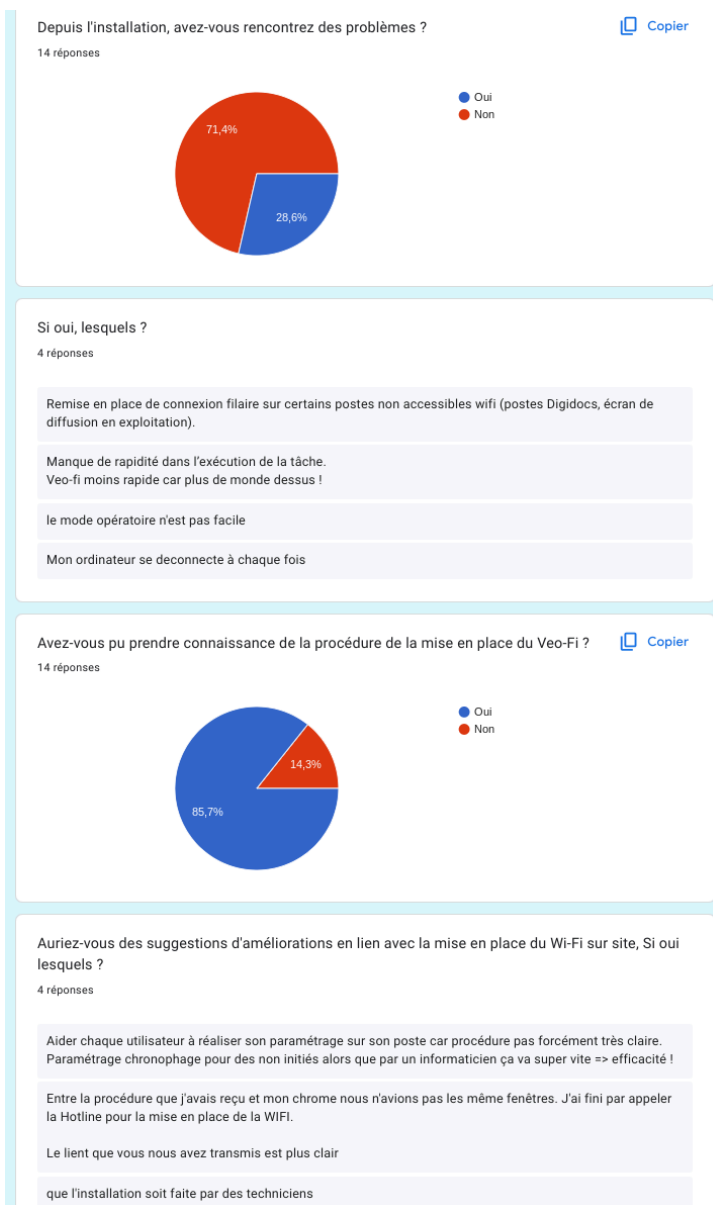 Depuis l'installation, avez-vous rencontrez des problèmes ?
Copier
14 réponses
Oui
Non
71,4%
28,6%
Si oui, lesquels ?
4 réponses
Remise en place de connexion filaire sur certains postes non accessibles wifi (postes Digidocs, écran de
diffusion en exploitation).
Manque de rapidité dans l'exécution de la tâche.
Veo-fi moins rapide car plus de monde dessus !
le mode opératoire n'est pas facile
Mon ordinateur se deconnecte à chaque fois
Avez-vous pu prendre connaissance de la procédure de la mise en place du Veo-Fi ?
Copier
14 réponses
Oui
Non
14,3%
85,7%
Auriez-vous des suggestions d'améliorations en lien avec la mise en place du Wi-Fi sur site, Si oui
lesquels ?
4 réponses
Aider chaque utilisateur à réaliser son paramétrage sur son poste car procédure pas forcément très claire.
Paramétrage chronophage pour des non initiés alors que par un informaticien ça va super vite => efficacité !
Entre la procédure que j'avais reçu et mon chrome nous n'avions pas les même fenêtres. J'ai fini par appeler
la Hotline pour la mise en place de la WIFI.
Le lient que vous nous avez transmis est plus clair
que l'installation soit faite par des techniciens